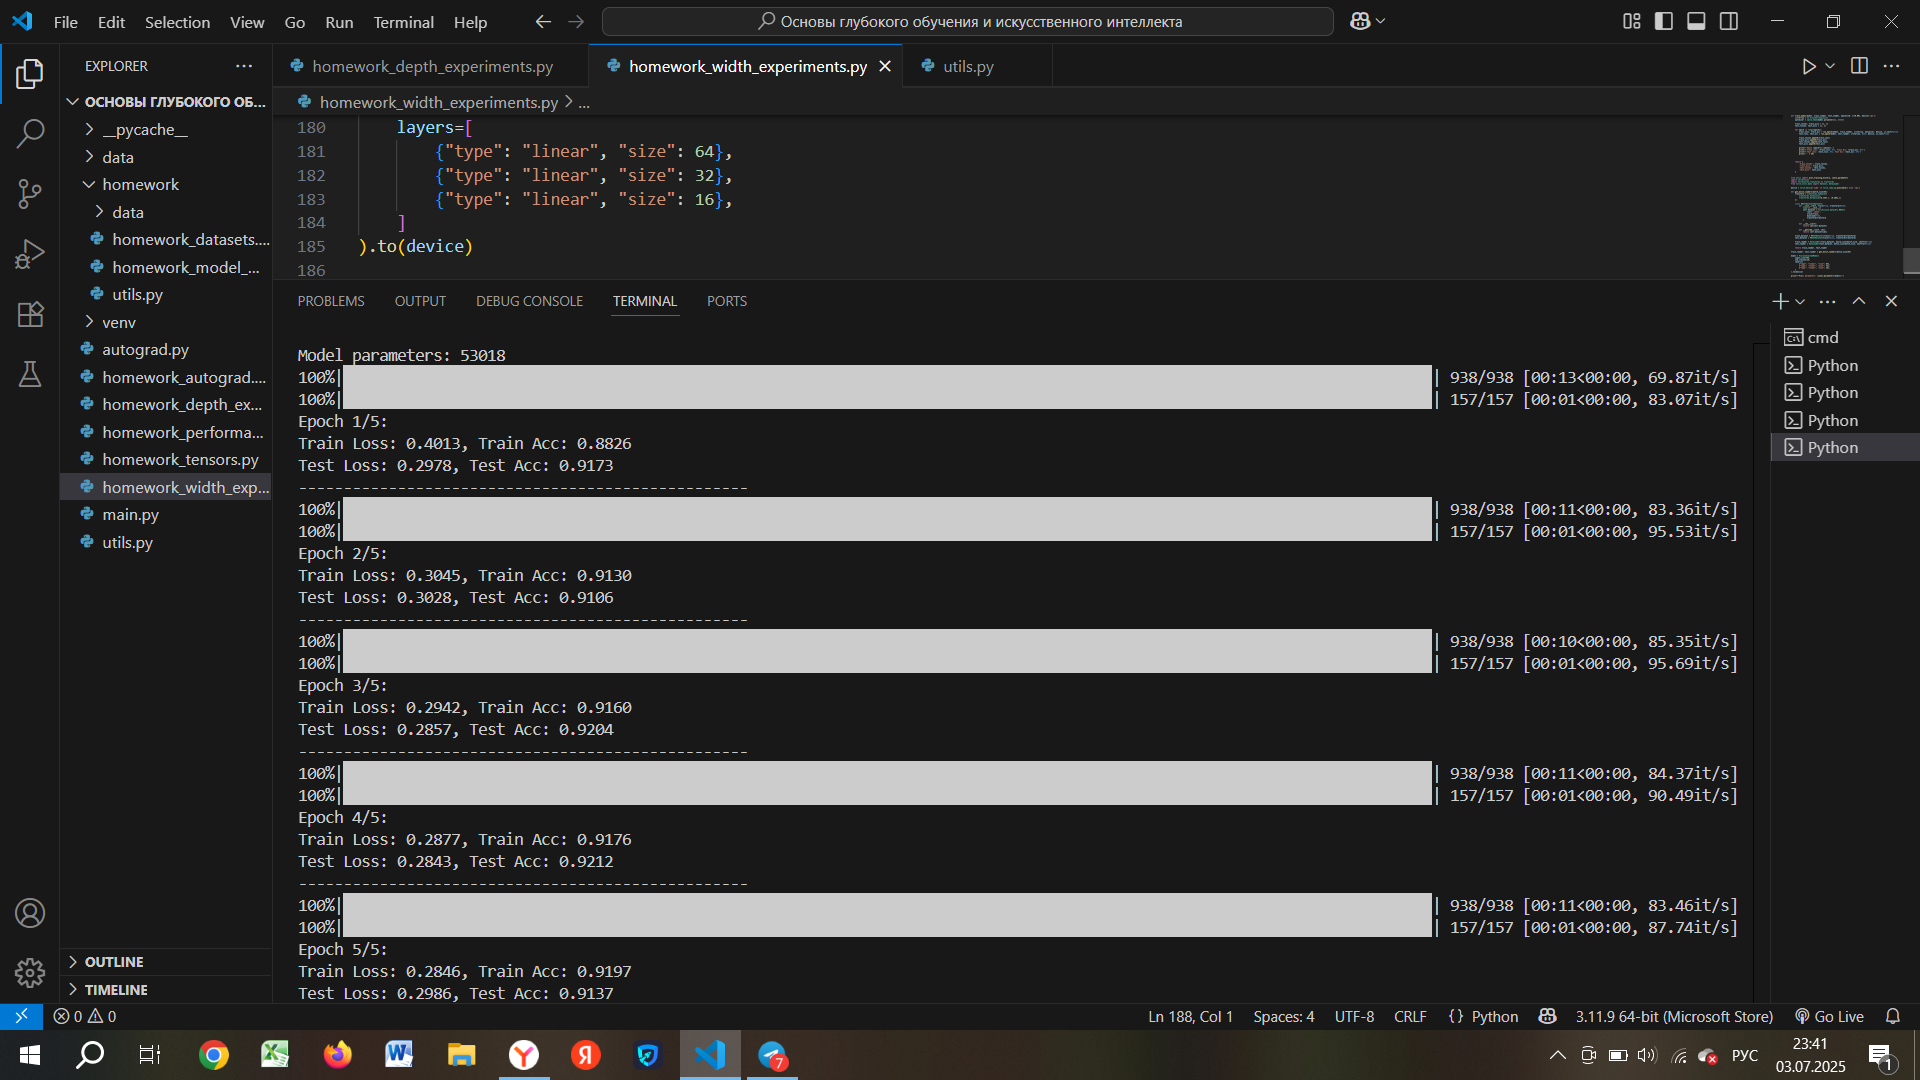 File Edit Selection View Go Run Terminal Help
Основы глубокого обучения и искусственного интеллекта
EXPLORER
ОСНОВЫ ГЛУБОКОГО ОБ...
__pycache__
data
homework
data
homework_datasets....
homework_model_...
utils.py
venv
autograd.py
homework_autograd....
homework_depth_ex...
homework_performa...
homework_tensors.py
homework_width_exp...
main.py
utils.py
OUTLINE
TIMELINE
homework_depth_experiments.py
homework_width_experiments.py
utils.py
homework_width_experiments.py > ...
180 layers=[
181 {"type": "linear", "size": 64},
182 {"type": "linear", "size": 32},
183 {"type": "linear", "size": 16},
184 ]
185 ).to(device)
186
PROBLEMS OUTPUT DEBUG CONSOLE TERMINAL PORTS
Model parameters: 53018
100%| | 938/938 [00:13<00:00, 69.87it/s]
100%| | 157/157 [00:01<00:00, 83.07it/s]
Epoch 1/5:
Train Loss: 0.4013, Train Acc: 0.8826
Test Loss: 0.2978, Test Acc: 0.9173
--------------------------------------------------
100%| | 938/938 [00:11<00:00, 83.36it/s]
100%| | 157/157 [00:01<00:00, 95.53it/s]
Epoch 2/5:
Train Loss: 0.3045, Train Acc: 0.9130
Test Loss: 0.3028, Test Acc: 0.9106
--------------------------------------------------
100%| | 938/938 [00:10<00:00, 85.35it/s]
100%| | 157/157 [00:01<00:00, 95.69it/s]
Epoch 3/5:
Train Loss: 0.2942, Train Acc: 0.9160
Test Loss: 0.2857, Test Acc: 0.9204
--------------------------------------------------
100%| | 938/938 [00:11<00:00, 84.37it/s]
100%| | 157/157 [00:01<00:00, 90.49it/s]
Epoch 4/5:
Train Loss: 0.2877, Train Acc: 0.9176
Test Loss: 0.2843, Test Acc: 0.9212
--------------------------------------------------
100%| | 938/938 [00:11<00:00, 83.46it/s]
100%| | 157/157 [00:01<00:00, 87.74it/s]
Epoch 5/5:
Train Loss: 0.2846, Train Acc: 0.9197
Test Loss: 0.2986, Test Acc: 0.9137
cmd
Python
Python
Python
Python
0 0
Ln 188, Col 1 Spaces: 4 UTF-8 CRLF {} Python 3.11.9 64-bit (Microsoft Store) Go Live
7
РУС
23:41
03.07.2025
1